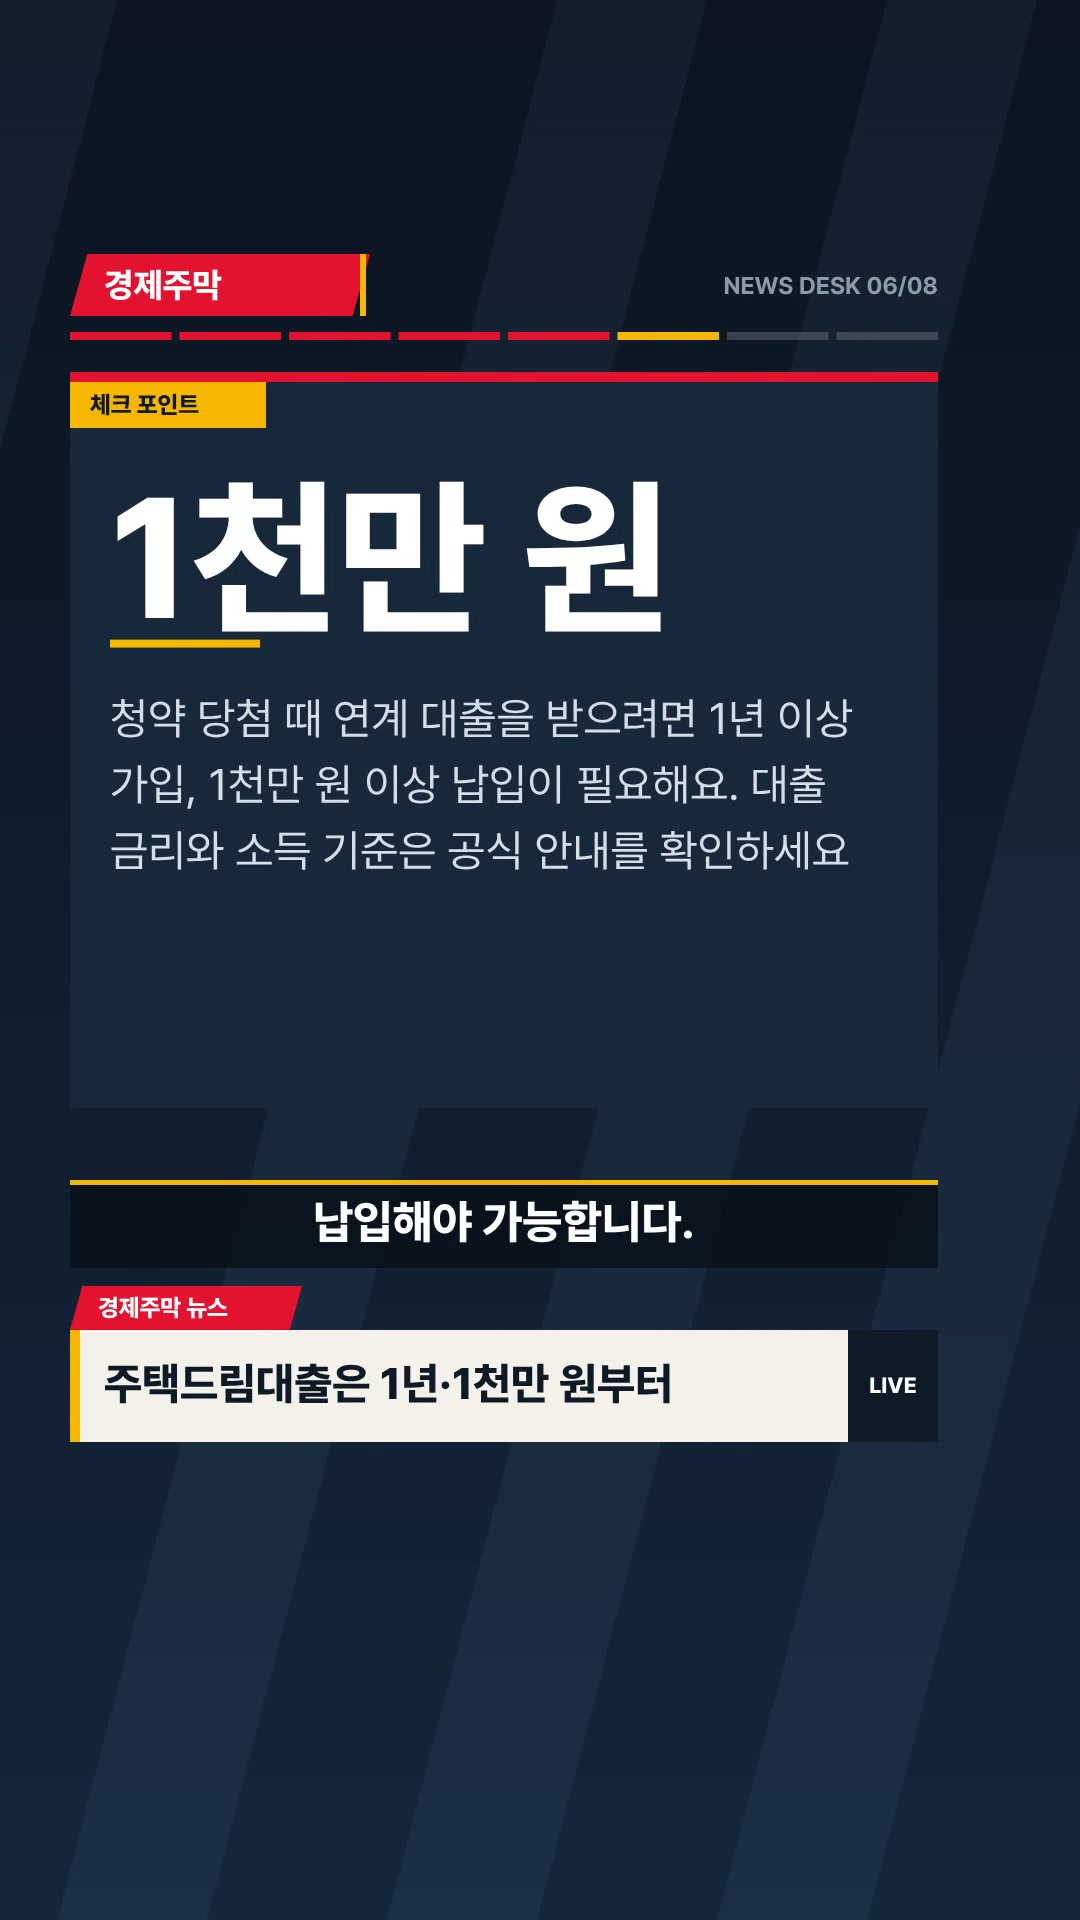 경제주막
NEWS DESK 06/08
체크 포인트
1천만 원
청약 당첨 때 연계 대출을 받으려면 1년 이상
가입, 1천만 원 이상 납입이 필요해요. 대출
금리와 소득 기준은 공식 안내를 확인하세요
납입해야 가능합니다.
경제주막 뉴스
주택드림대출은 1년·1천만 원부터
LIVE